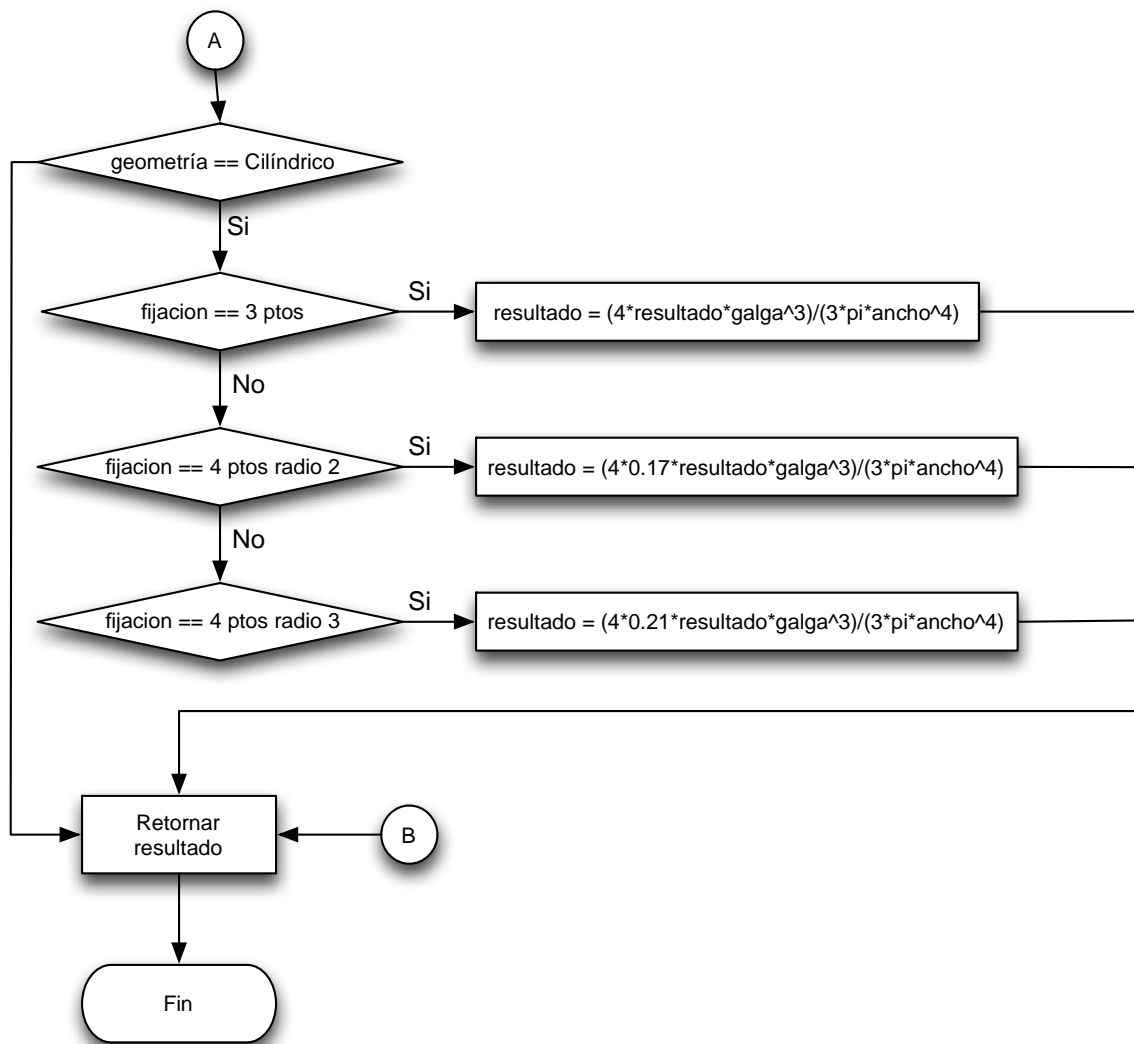 A
geometría == Cilíndrico
Si
fijacion == 3 ptos
Si
resultado = (4*resultado*galga^3)/(3*pi*ancho^4)
No
fijacion == 4 ptos radio 2
Si
resultado = (4*0.17*resultado*galga^3)/(3*pi*ancho^4)
No
fijacion == 4 ptos radio 3
Si
resultado = (4*0.21*resultado*galga^3)/(3*pi*ancho^4)
Retornar
resultado
B
Fin